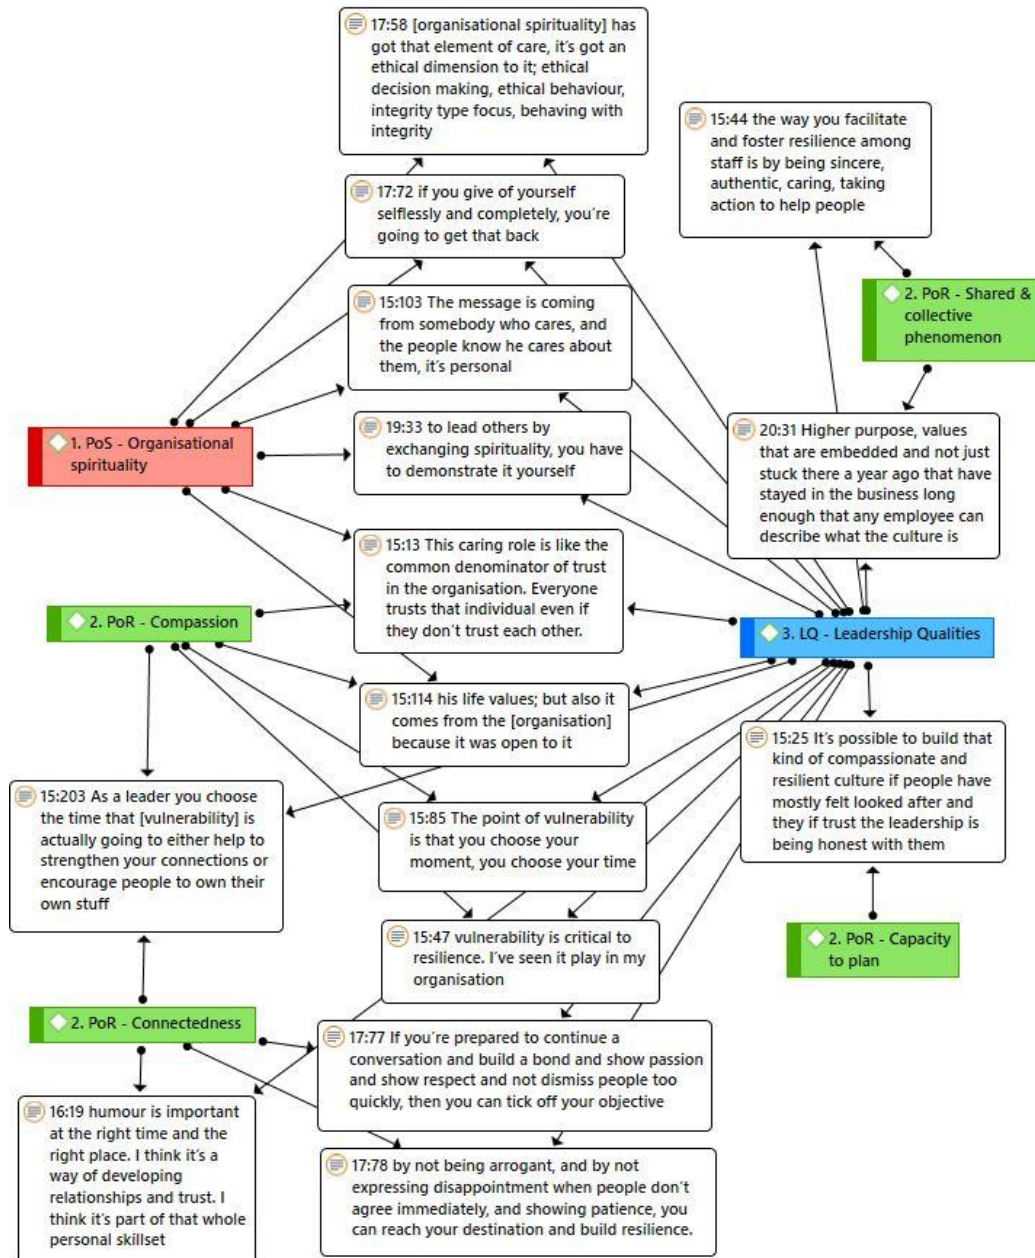 17:58 [organisational spirituality] has
got that element of care, it's got an
ethical dimension to it; ethical
decision making, ethical behaviour,
integrity type focus, behaving with
integrity
15:44 the way you facilitate
and foster resilience among
staff is by being sincere,
authentic, caring, taking
action to help people
17:72 if you give of yourself
selflessly and completely, you're
going to get that back
2. PoR - Shared &
collective
phenomenon
15:103 The message is coming
from somebody who cares, and
the people know he cares about
them, it's personal
1. PoS - Organisational
spirituality
19:33 to lead others by
exchanging spirituality, you have
to demonstrate it yourself
20:31 Higher purpose, values
that are embedded and not just
stuck there a year ago that have
stayed in the business long
enough that any employee can
describe what the culture is
15:13 This caring role is like the
common denominator of trust
in the organisation. Everyone
trusts that individual even if
they don't trust each other.
2. PoR - Compassion
3. LQ - Leadership Qualities
15:114 his life values; but also it
comes from the [organisation]
because it was open to it
15:25 It's possible to build that
kind of compassionate and
resilient culture if people have
mostly felt looked after and
they if trust the leadership is
being honest with them
15:203 As a leader you choose
the time that [vulnerability] is
actually going to either help to
strengthen your connections or
encourage people to own their
own stuff
15:85 The point of vulnerability
is that you choose your
moment, you choose your time
15:47 vulnerability is critical to
resilience. I've seen it play in my
organisation
2. PoR - Capacity
to plan
2. PoR - Connectedness
17:77 If you're prepared to continue a
conversation and build a bond and show passion
and show respect and not dismiss people too
quickly, then you can tick off your objective
16:19 humour is important
at the right time and the
right place. I think it's a
way of developing
relationships and trust. I
think it's part of that whole
personal skillset
17:78 by not being arrogant, and by not
expressing disappointment when people don't
agree immediately, and showing patience, you
can reach your destination and build resilience.